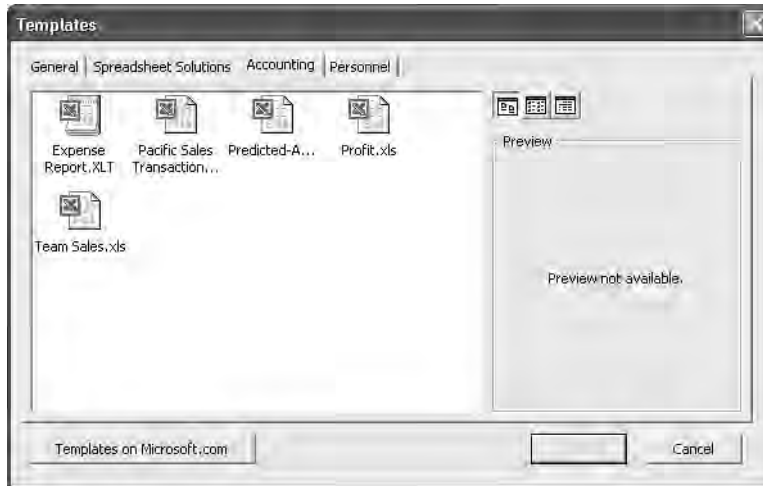 Templates
General Spreadsheet Solutions Accounting Personnel
Expense Report.XLT
Pacific Sales Transaction...
Predicted-A...
Profit.xls
Team Sales.xls
Preview
Preview not available.
Templates on Microsoft.com
Cancel